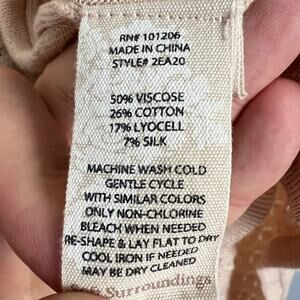 RN# 101206
MADE IN CHINA
STYLE# 2EA20
50% VISCOSE
26% COTTON
17% LYOCELL
7% SILK
MACHINE WASH COLD
GENTLE CYCLE
WITH SIMILAR COLORS
ONLY NON-CHLORINE
BLEACH WHEN NEEDED
RE-SHAPE & LAY FLAT TO DRY
COOL IRON IF NEEDED
MAY BE DRY CLEANED
Surroundings